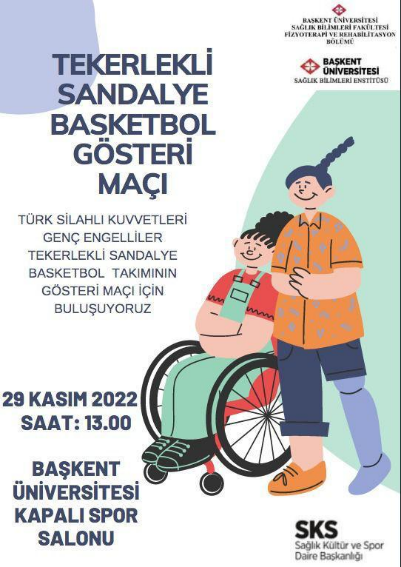 BAŞKENT ÜNİVERSİTESİ
SAĞLIK BİLİMLERİ FAKÜLTESİ
FİZYOTERAPİ VE REHABİLİTASYON
BÖLÜMÜ
BAŞKENT
ÜNİVERSİTESİ
SAĞLIK BİLİMLERİ ENSTİTÜSÜ
TEKERLEKLİ
SANDALYE
BASKETBOL
GÖSTERİ
MAÇI
TÜRK SİLAHLI KUVVETLERİ
GENÇ ENGELLİLER
TEKERLEKLİ SANDALYE
BASKETBOL TAKIMININ
GÖSTERİ MAÇI İÇİN
BULUŞUYORUZ
29 KASIM 2022
SAAT: 13.00
BAŞKENT
ÜNİVERSİTESİ
KAPALI SPOR
SALONU
SKS
Sağlık Kültür ve Spor
Daire Başkanlığı